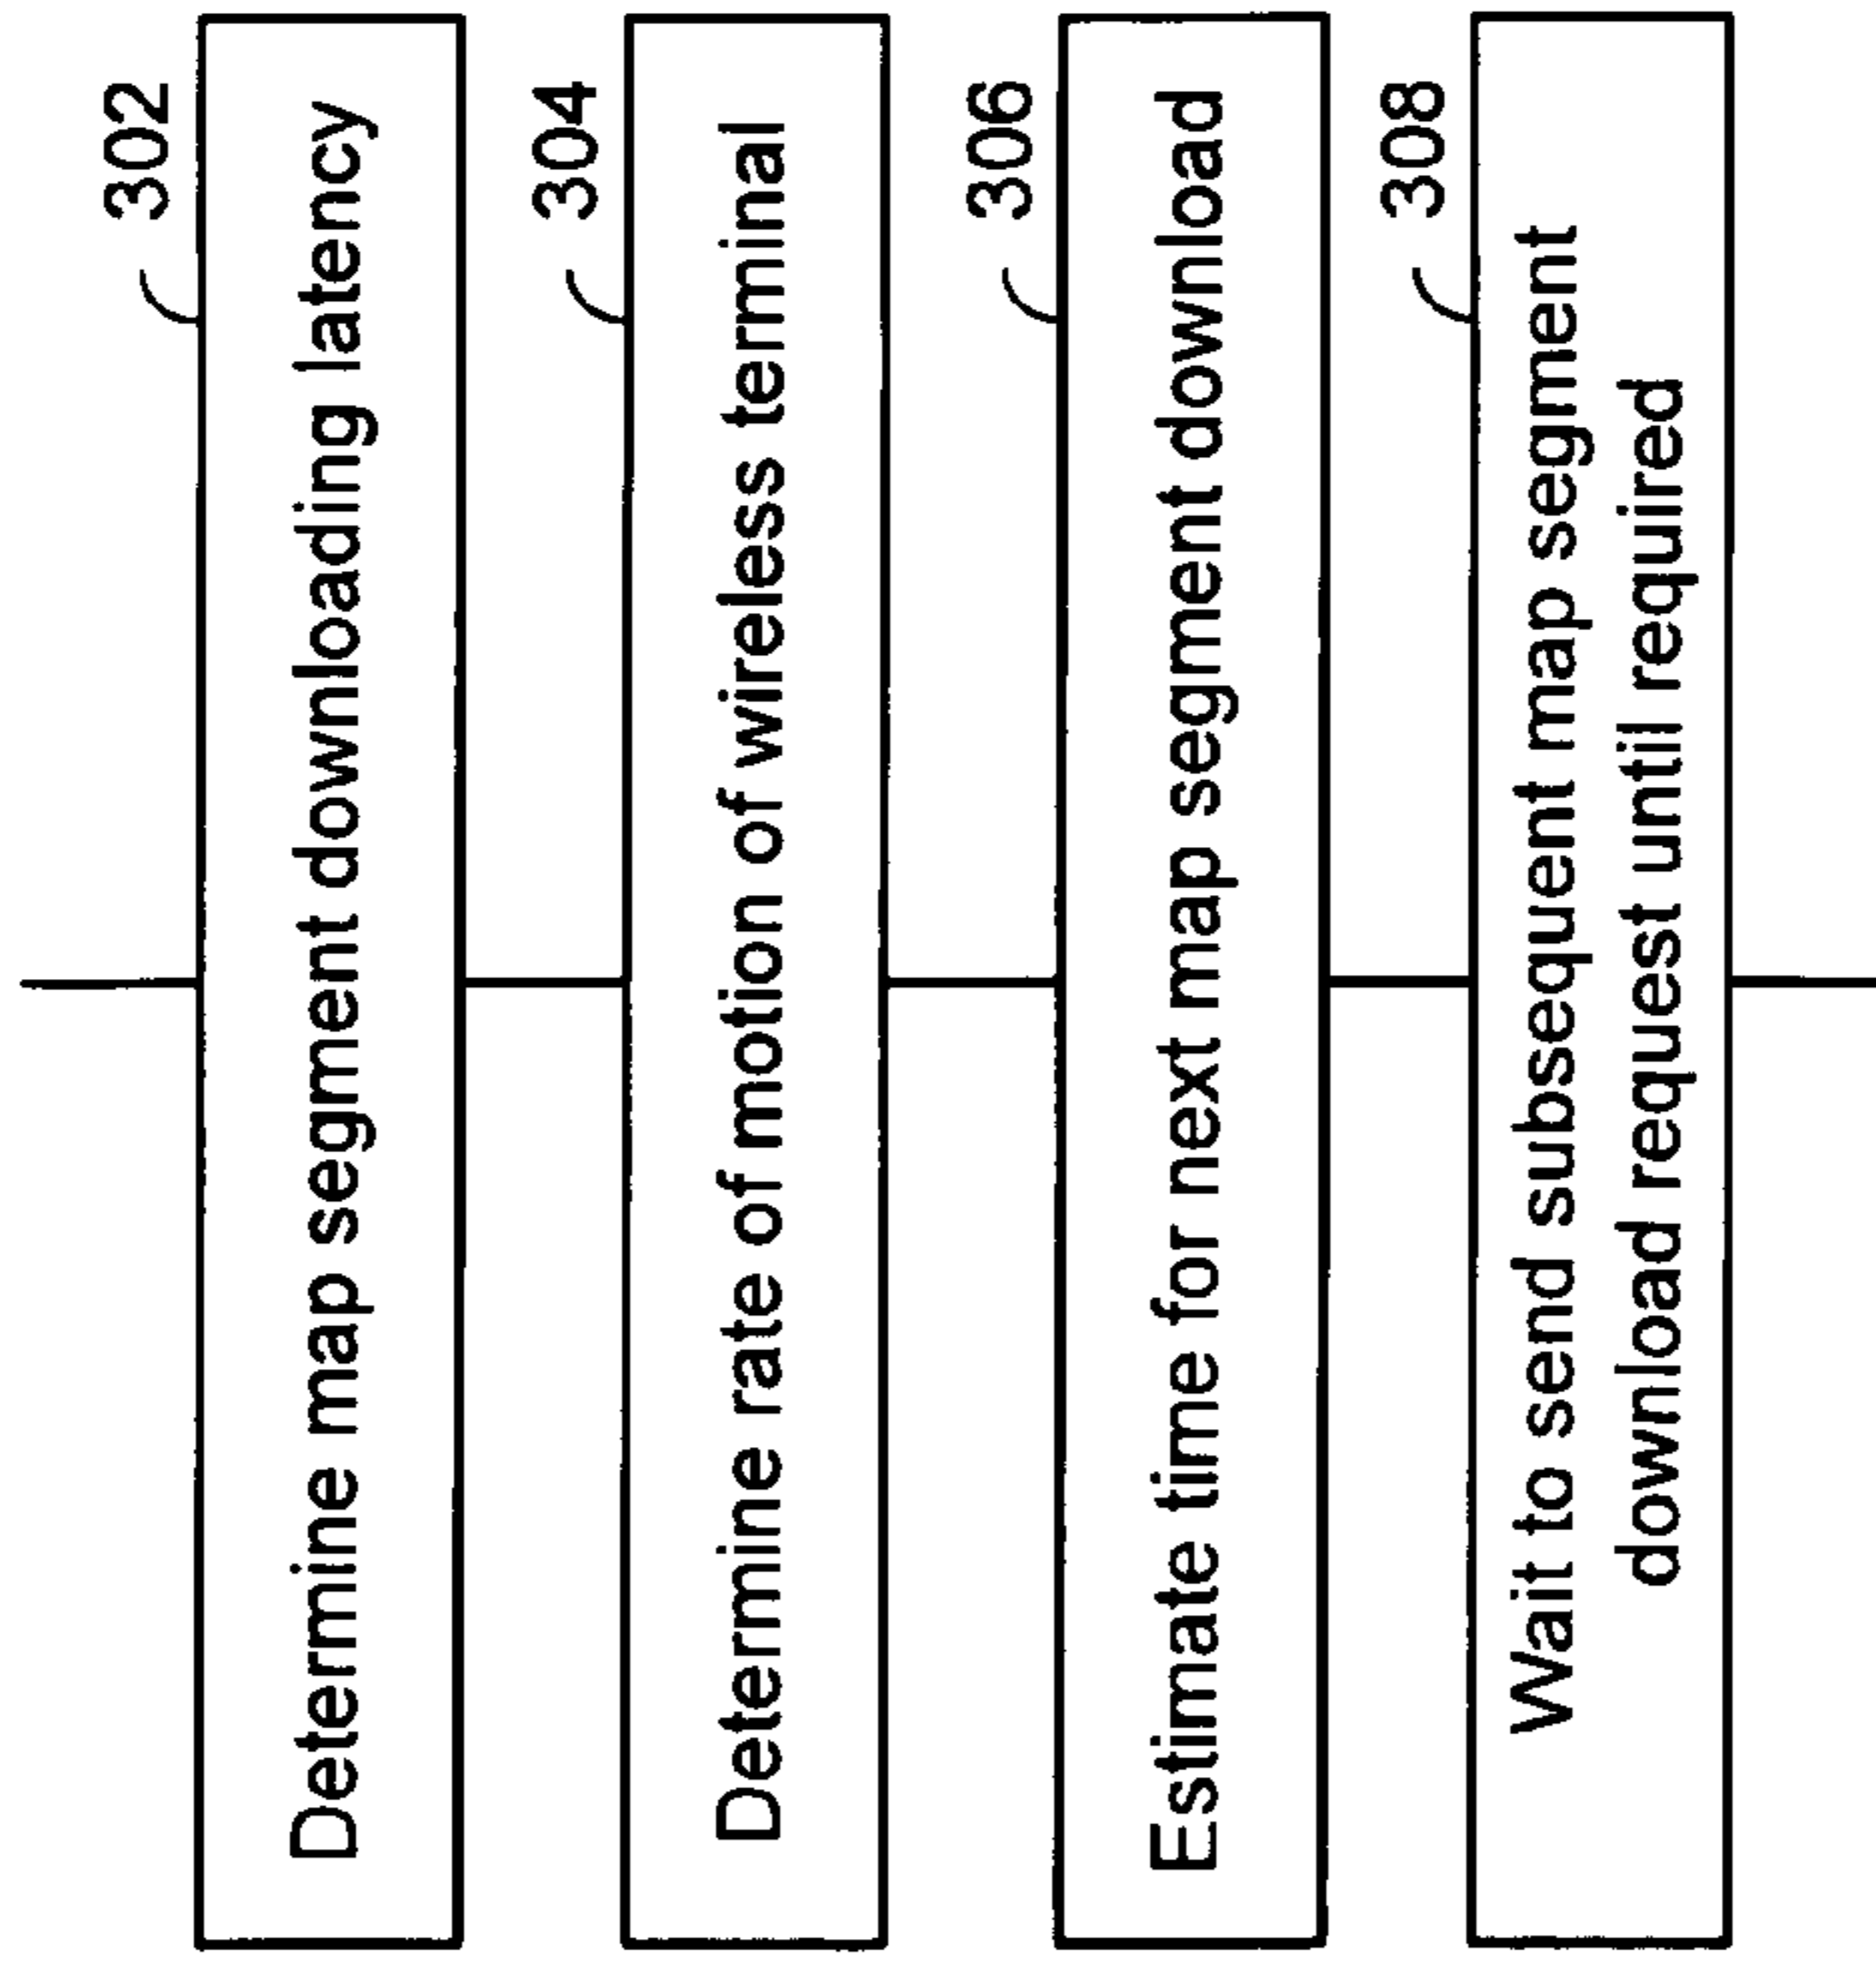 302
Determine map segment downloading latency
304
Determine rate of motion of wireless terminal
306
Estimate time for next map segment download
308
Wait to send subsequent map segment
download request until required